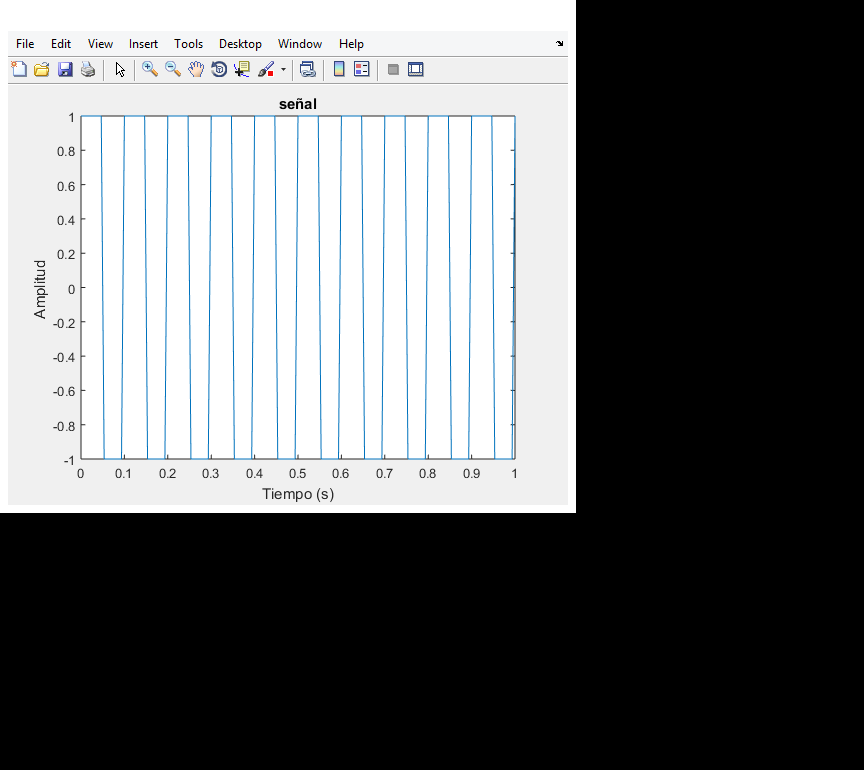 File Edit View Insert Tools Desktop Window Help
señal
1
0.8
0.6
0.4
0.2
0
-0.2
-0.4
-0.6
-0.8
-1
Amplitud
0 0.1 0.2 0.3 0.4 0.5 0.6 0.7 0.8 0.9 1
Tiempo (s)